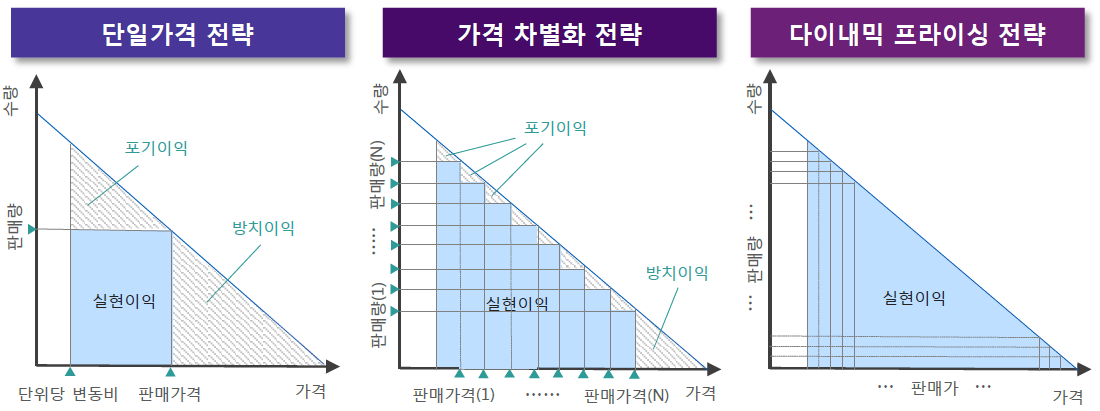 단일가격 전략
수량
포기이익
판매량
방치이익
실현이익
단위당 변동비
판매가격
가격
가격 차별화 전략
수량
포기이익
판매량(N)
……
판매량(1)
방치이익
실현이익
판매가격(1)
……
판매가격(N)
가격
다이내믹 프라이싱 전략
수량
… 판매량 …
실현이익
… 판매가 …
가격